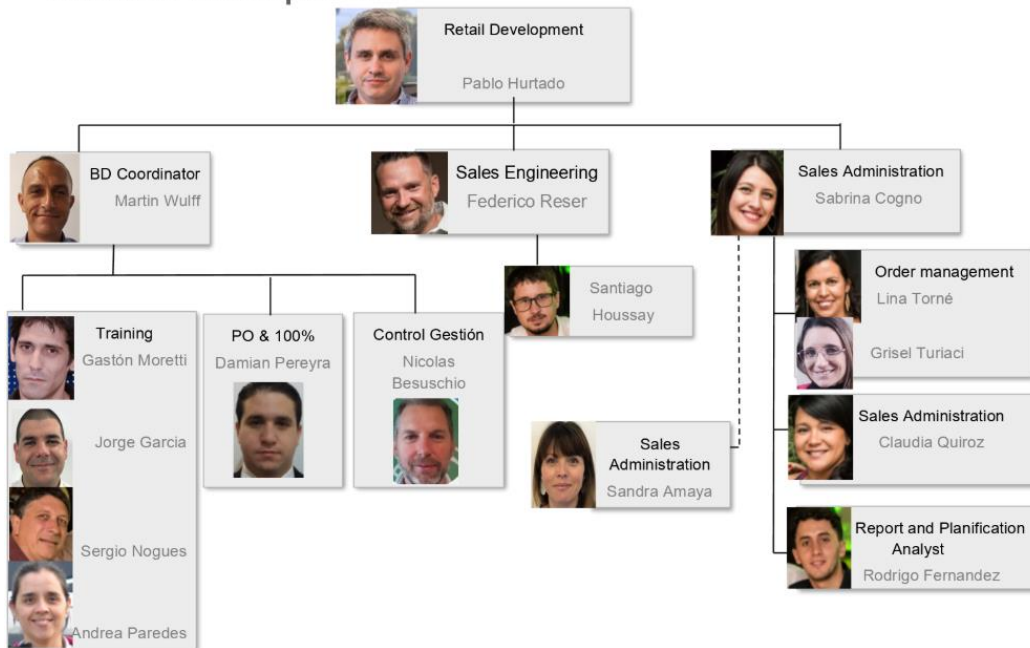 Retail Development
Pablo Hurtado
BD Coordinator
Martin Wulff
Sales Engineering
Federico Reser
Sales Administration
Sabrina Cogno
Training
Gastón Moretti
Jorge Garcia
Sergio Nogues
Andrea Paredes
PO & 100%
Damian Pereyra
Control Gestión
Nicolas
Besuschio
Santiago
Houssay
Sales
Administration
Sandra Amaya
Order management
Lina Torné
Grisel Turiaci
Sales Administration
Claudia Quiroz
Report and Planification
Analyst
Rodrigo Fernandez